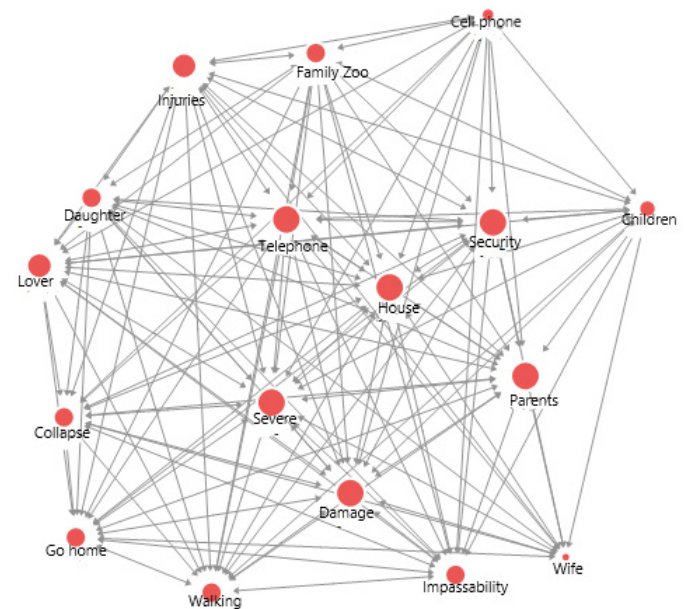 Cell phone
Family Zoo
Injuries
Daughter
Telephone
Security
Children
Lover
House
Parents
Severe
Collapse
Damage
Go home
Wife
Impassability
Walking